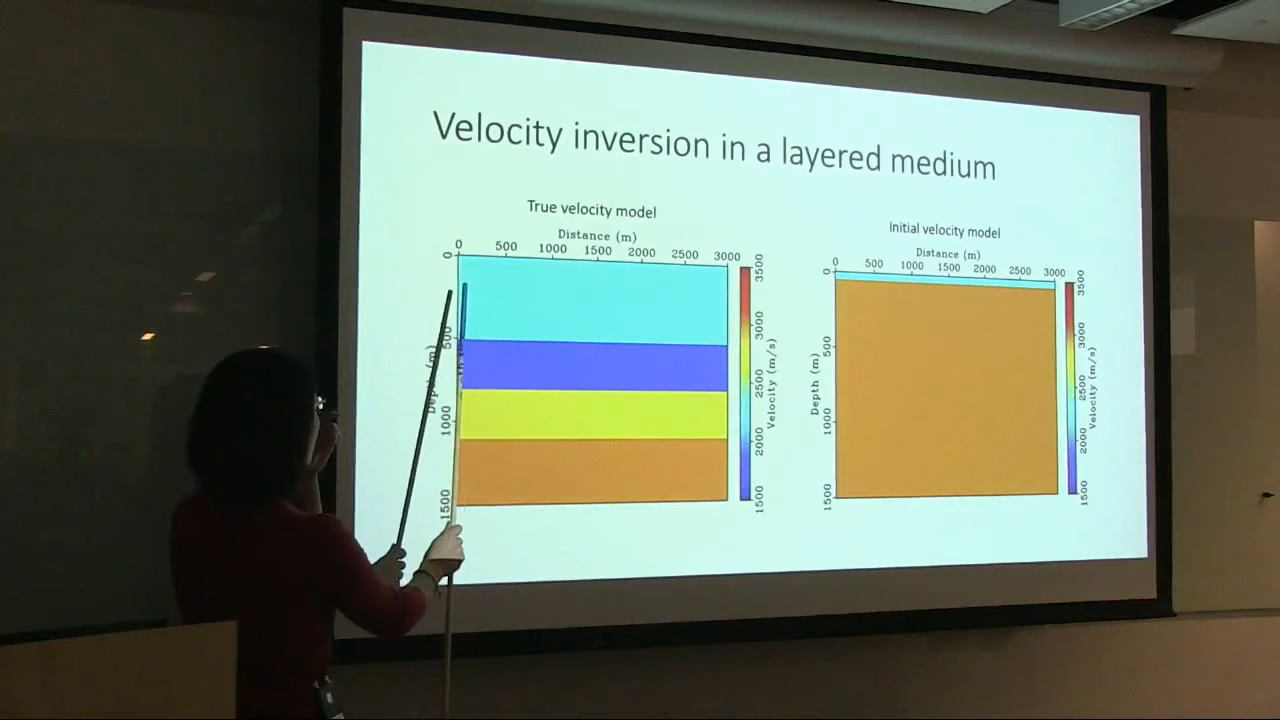 Velocity inversion in a layered medium
True velocity model
Distance (m)
0 500 1000 1500 2000 2500 3000
0
500
1000
1500
Depth (m)
3500
3000
2500
2000
1500
Velocity (m/s)
Initial velocity model
Distance (m)
0 500 1000 1500 2000 2500 3000
0
500
1000
1500
Depth (m)
3500
3000
2500
2000
1500
Velocity (m/s)